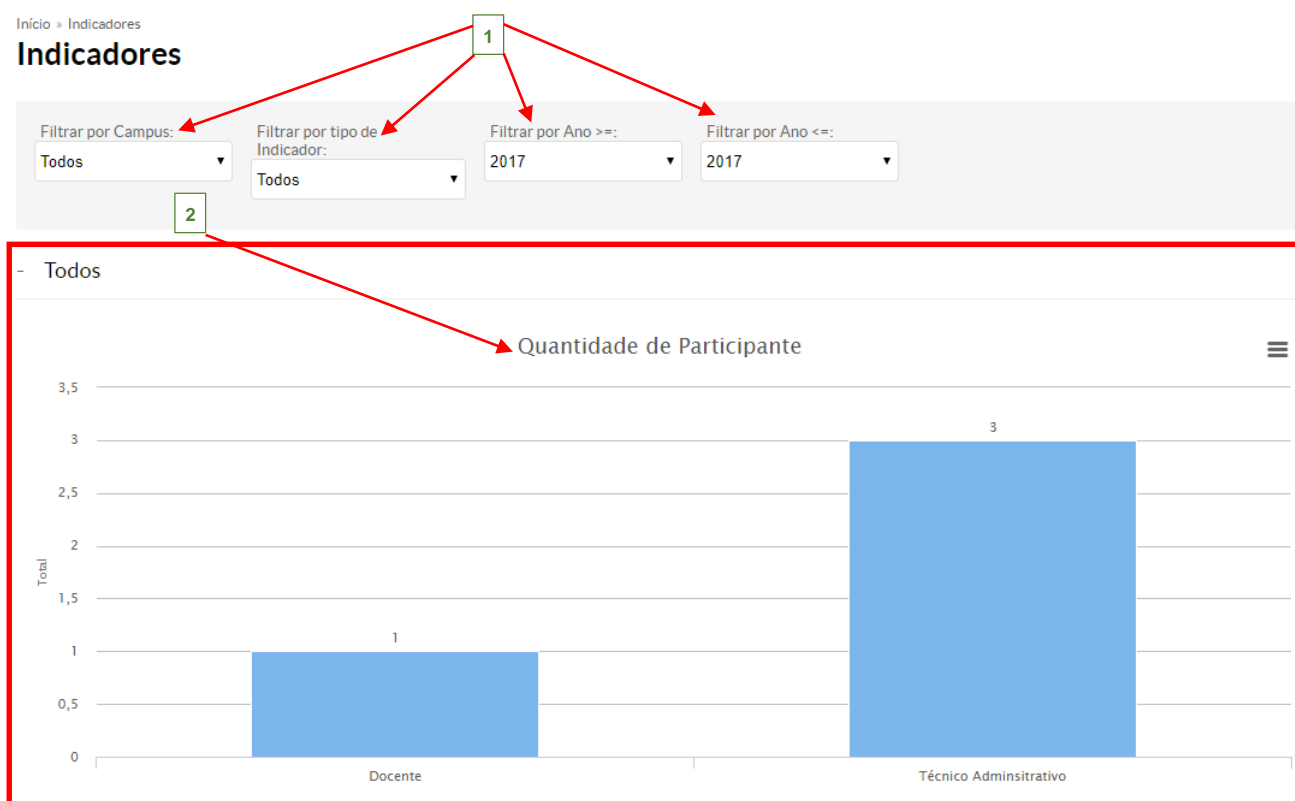 Início » Indicadores
Indicadores
1
Filtrar por Campus:
Todos
Filtrar por tipo de
Indicador:
Todos
Filtrar por Ano >=:
2017
Filtrar por Ano <=:
2017
2
- Todos
Quantidade de Participante
Total
3,5
3
2,5
2
1,5
1
0,5
0
1
3
Docente
Técnico Adminsitrativo